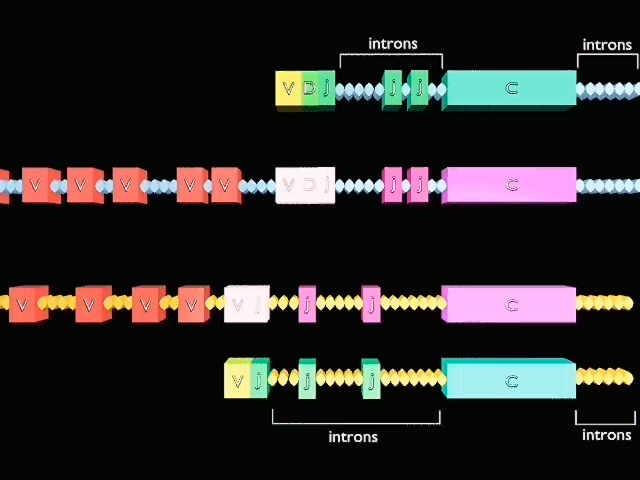 introns introns
V D J J J C
V V V V V V D J J J C
V V V V V J J J C
V J J J C
introns introns